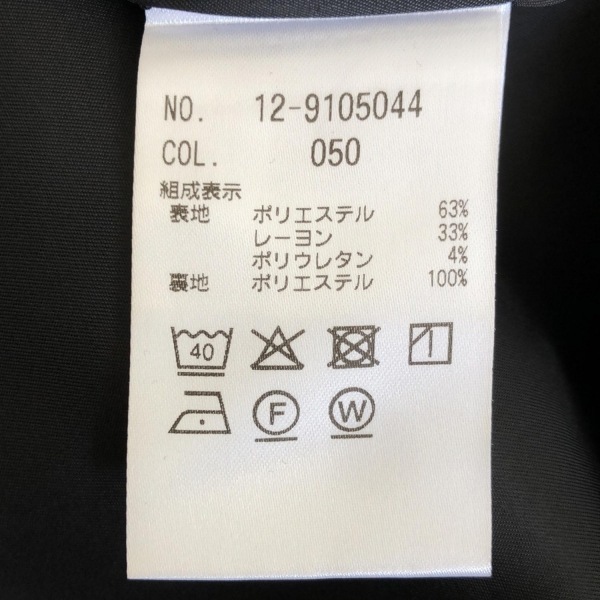 NO. 12-9105044
COL. 050
組成表示
表地 ポリエステル 63%
レーヨン 33%
ポリウレタン 4%
裏地 ポリエステル 100%
40
F W